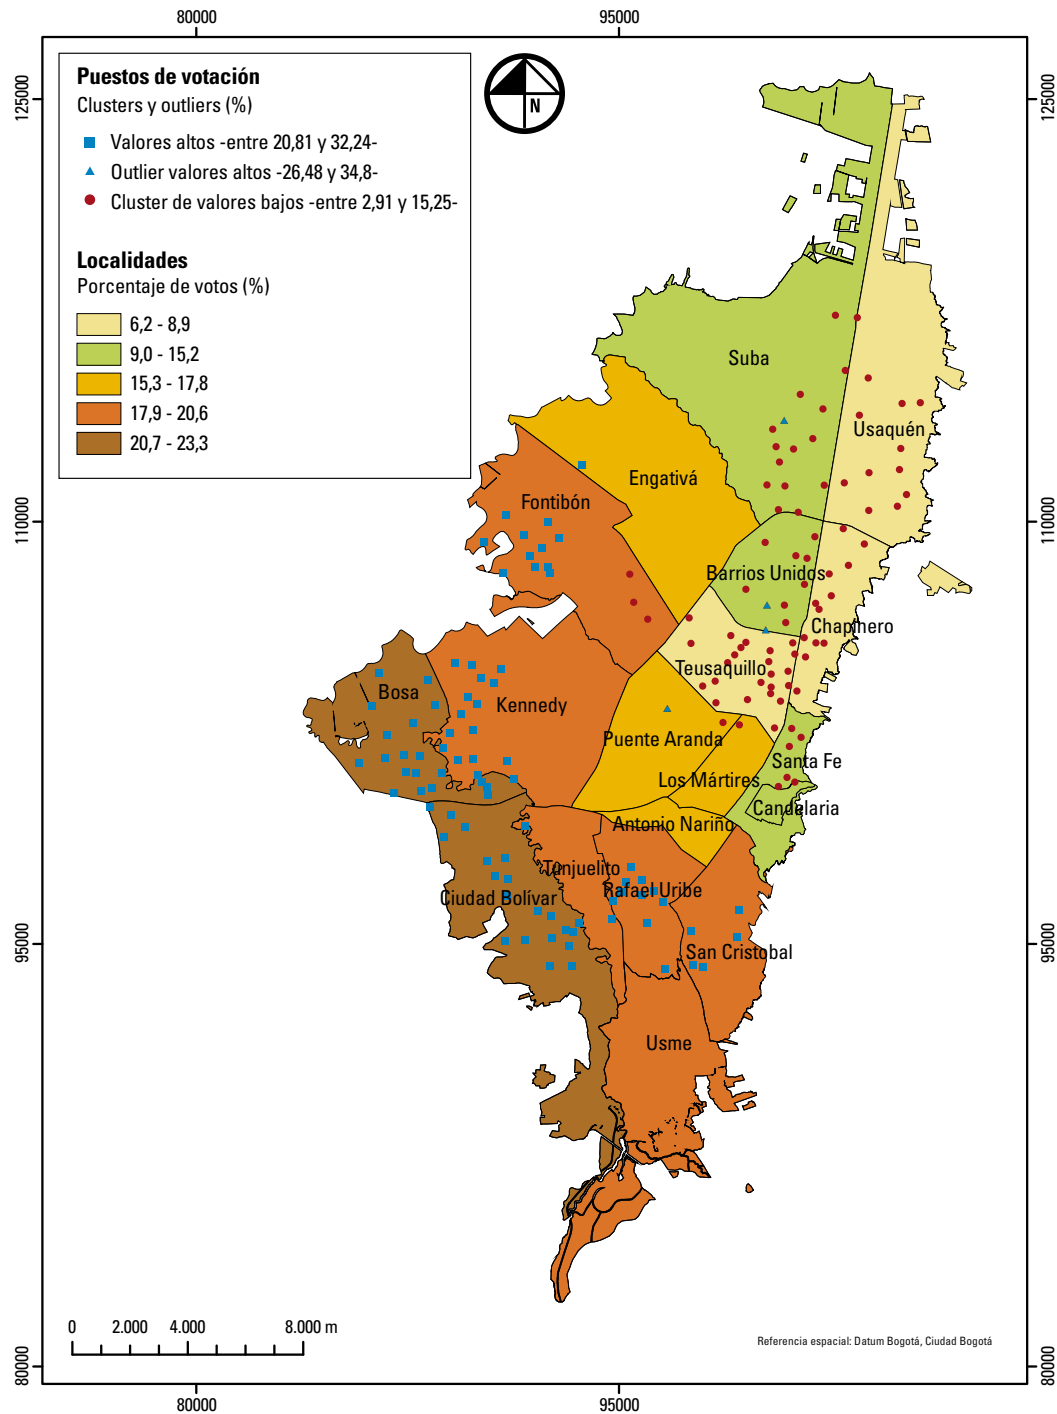 80000
95000
125000
125000
Puestos de votación
Clusters y outliers (%)
Valores altos -entre 20,81 y 32,24-
Outlier valores altos -26,48 y 34,8-
Cluster de valores bajos -entre 2,91 y 15,25-
Localidades
Porcentaje de votos (%)
6,2 - 8,9
9,0 - 15,2
15,3 - 17,8
17,9 - 20,6
20,7 - 23,3
N
Suba
Usaquén
Engativá
Fontibón
110000
110000
Barrios Unidos
Chapinero
Teusaquillo
Bosa
Kennedy
Puente Aranda
Santa Fe
Los Mártires
Candelaria
Antonio Nariño
Tunjuelito
Rafael Uribe
Ciudad Bolívar
95000
95000
San Cristobal
Usme
0 2.000 4.000 8.000 m
Referencia espacial: Datum Bogotá, Ciudad Bogotá
80000
80000
80000
95000